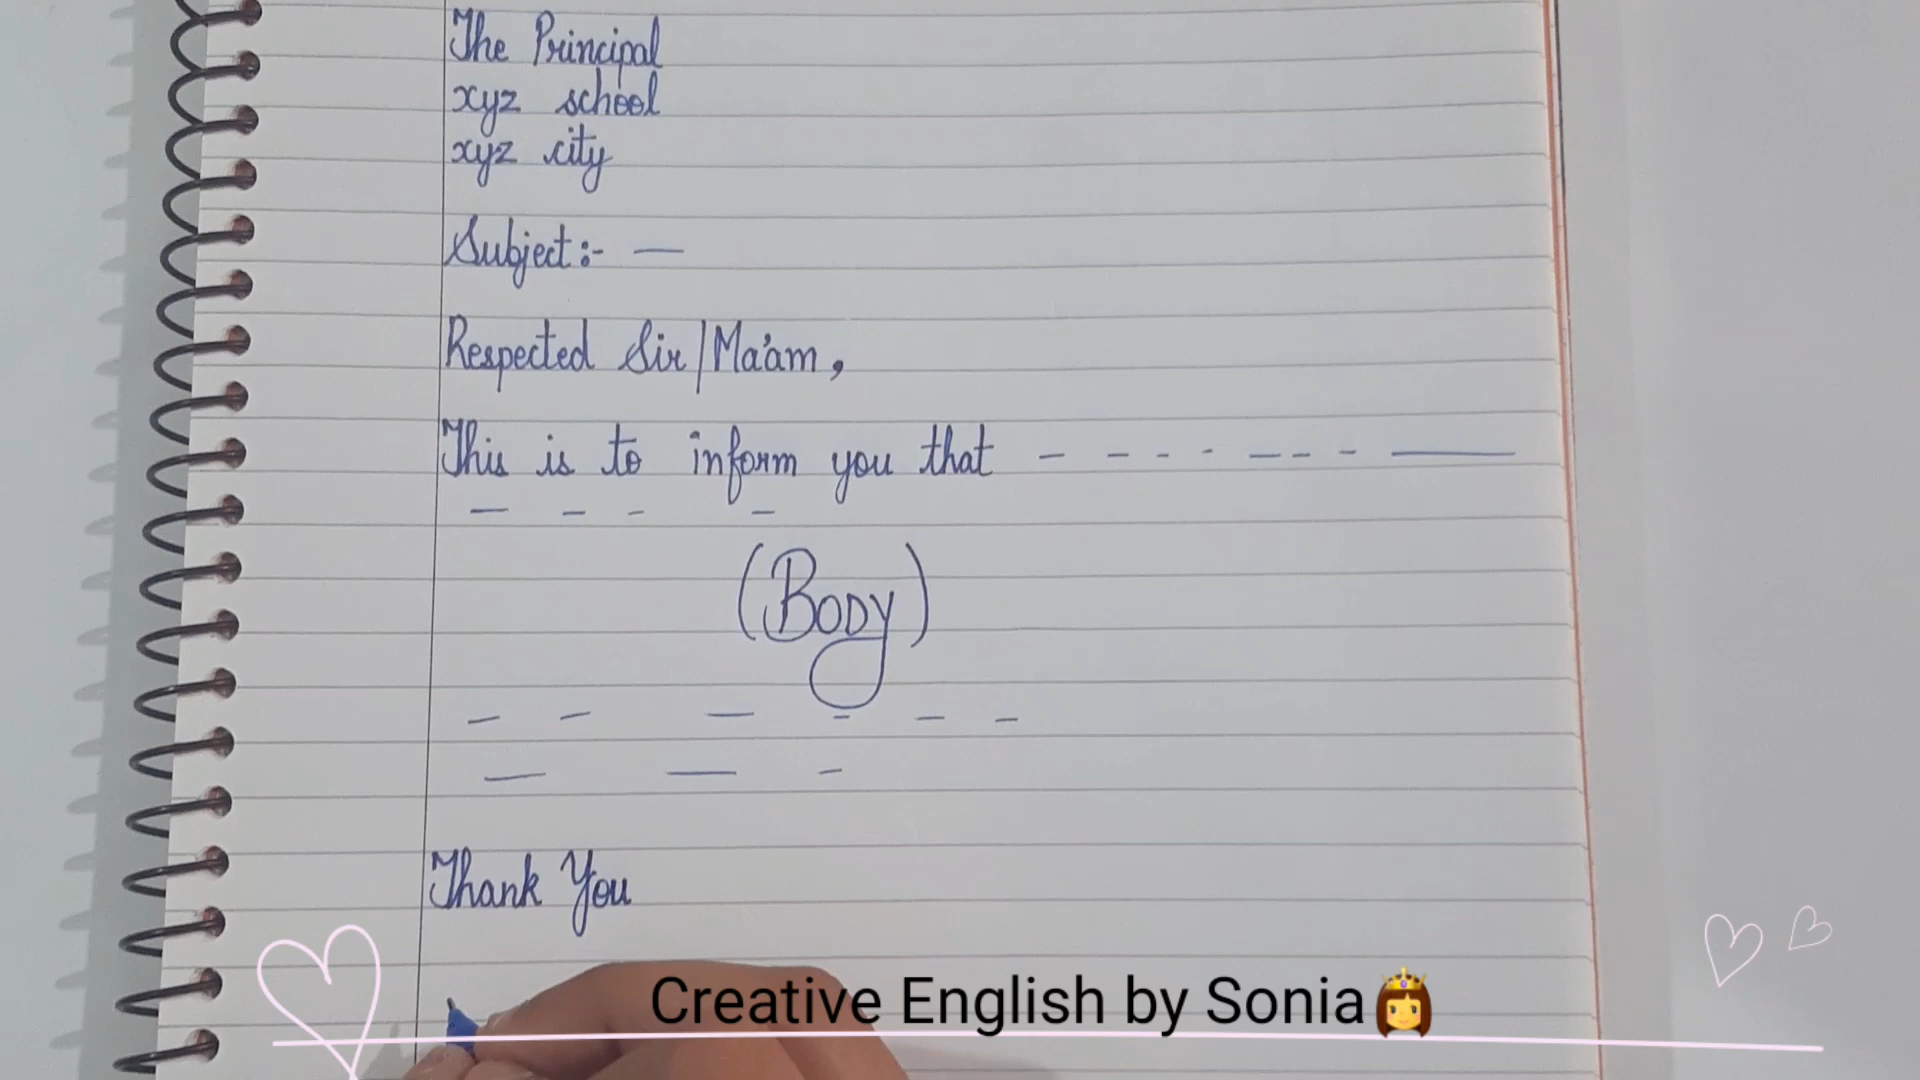 The Principal
xyz school
xyz city
Subject:- —
Respected Sir/Ma'am,
This is to inform you that - - - - - - - —
— - - -
(BODY)
- - — - - -
— — -
Thank You
Creative English by Sonia👸